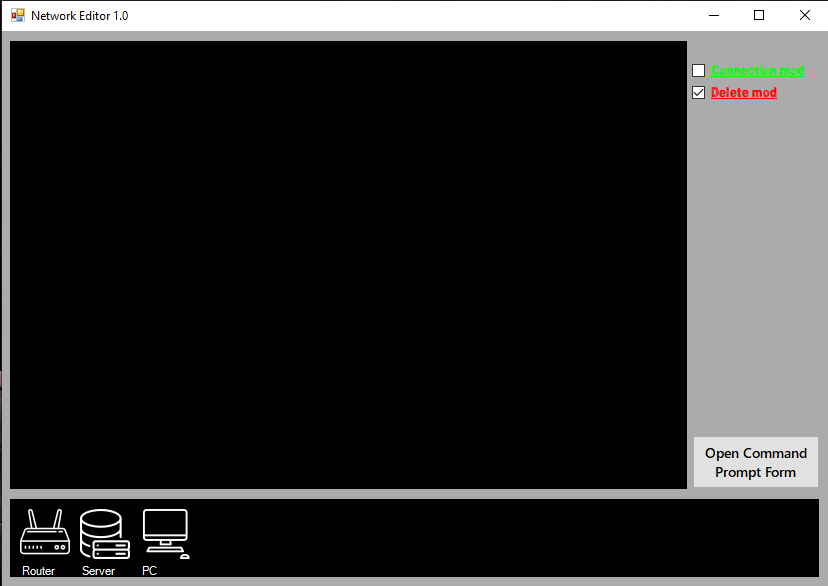 Network Editor 1.0
Connection mod
Delete mod
Open Command
Prompt Form
Router
Server
PC